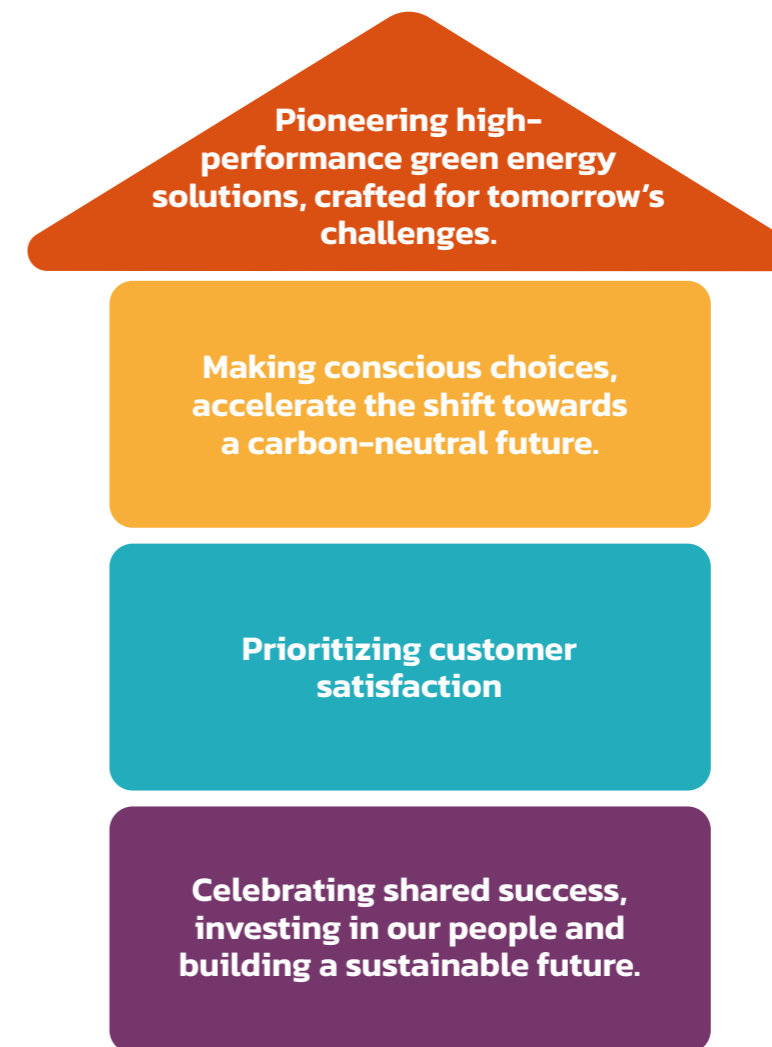 Pioneering high-
performance green energy
solutions, crafted for tomorrow’s
challenges.
Making conscious choices,
accelerate the shift towards
a carbon-neutral future.
Prioritizing customer
satisfaction
Celebrating shared success,
investing in our people and
building a sustainable future.